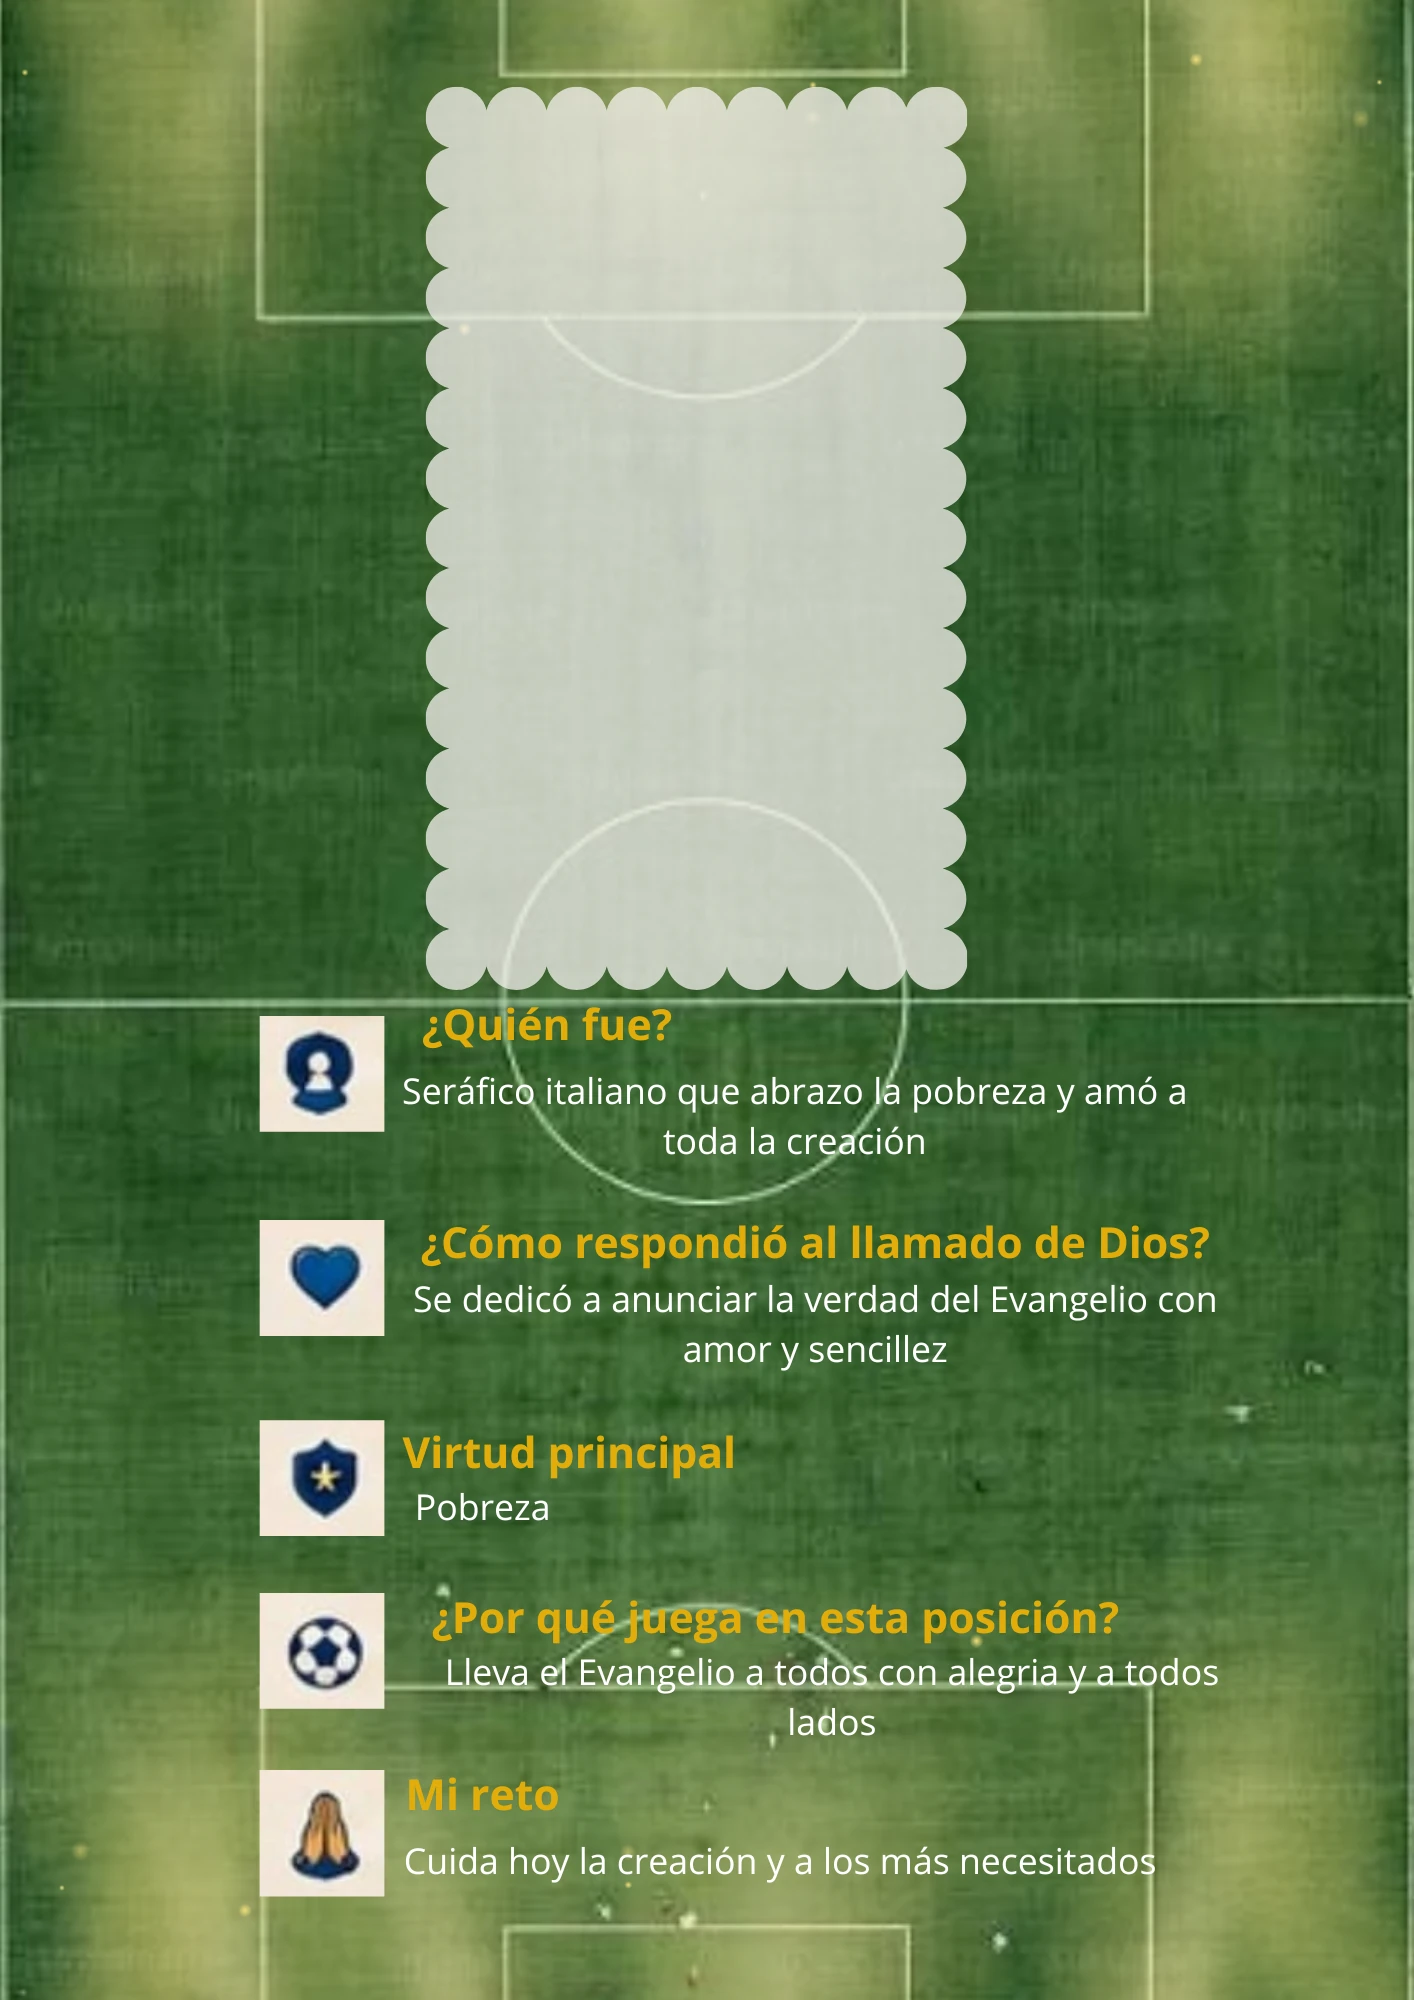 ¿Quién fue?
Seráfico italiano que abrazo la pobreza y amó a
toda la creación
¿Cómo respondió al llamado de Dios?
Se dedicó a anunciar la verdad del Evangelio con
amor y sencillez
Virtud principal
Pobreza
¿Por qué juega en esta posición?
Lleva el Evangelio a todos con alegria y a todos
lados
Mi reto
Cuida hoy la creación y a los más necesitados